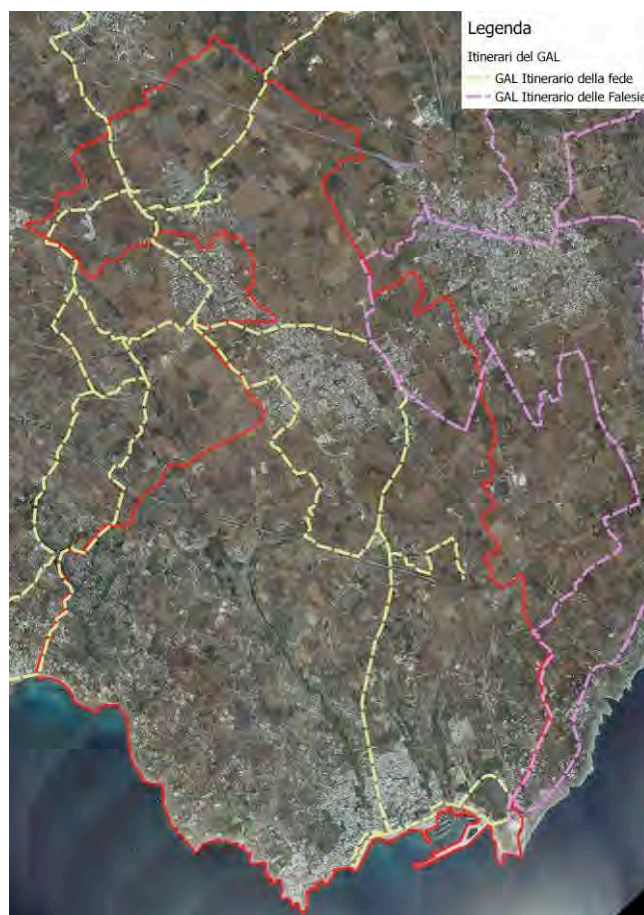 Legenda
Itinerari del GAL
GAL Itinerario della fede
GAL Itinerario delle Falesie